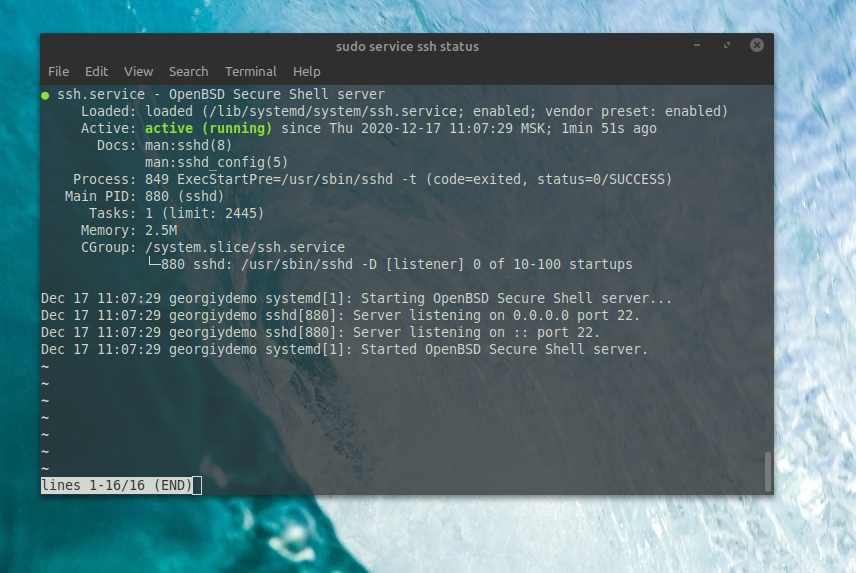 sudo service ssh status
File Edit View Search Terminal Help
● ssh.service - OpenBSD Secure Shell server
Loaded: loaded (/lib/systemd/system/ssh.service; enabled; vendor preset: enabled)
Active: active (running) since Thu 2020-12-17 11:07:29 MSK; 1min 51s ago
Docs: man:sshd(8)
man:sshd_config(5)
Process: 849 ExecStartPre=/usr/sbin/sshd -t (code=exited, status=0/SUCCESS)
Main PID: 880 (sshd)
Tasks: 1 (limit: 2445)
Memory: 2.5M
CGroup: /system.slice/ssh.service
└─880 sshd: /usr/sbin/sshd -D [listener] 0 of 10-100 startups
Dec 17 11:07:29 georgiydemo systemd[1]: Starting OpenBSD Secure Shell server...
Dec 17 11:07:29 georgiydemo sshd[880]: Server listening on 0.0.0.0 port 22.
Dec 17 11:07:29 georgiydemo sshd[880]: Server listening on :: port 22.
Dec 17 11:07:29 georgiydemo systemd[1]: Started OpenBSD Secure Shell server.
~
~
~
~
~
~
~
lines 1-16/16 (END)